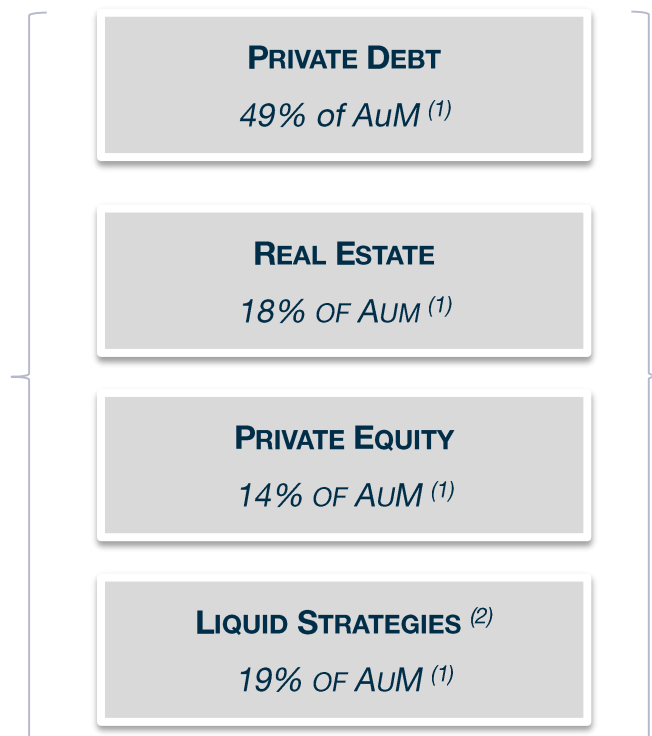 PRIVATE DEBT
49% of AuM (1)
REAL ESTATE
18% OF AUM (1)
PRIVATE EQUITY
14% OF AUM (1)
LIQUID STRATEGIES (2)
19% OF AUM (1)